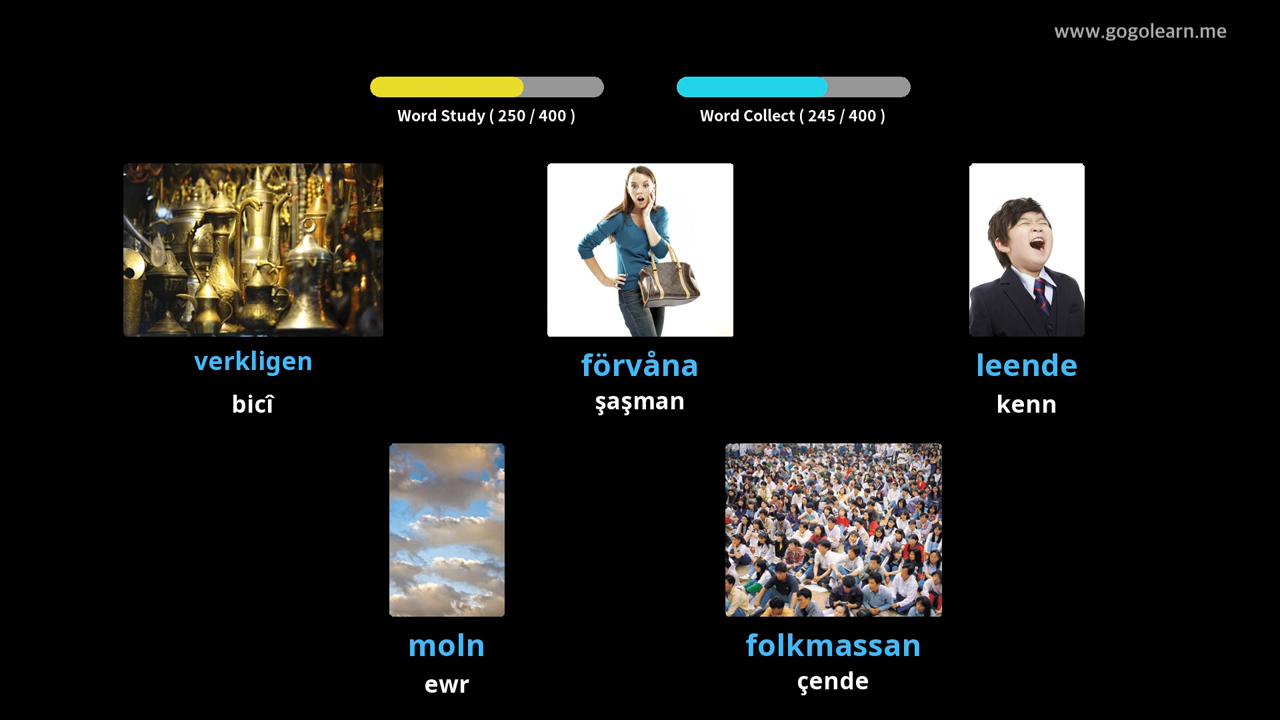 www.gogolearn.me
Word Study ( 250 / 400 )
Word Collect ( 245 / 400 )
verkligen
bicî
förvåna
şaşman
leende
kenn
moln
ewr
folkmassan
çende